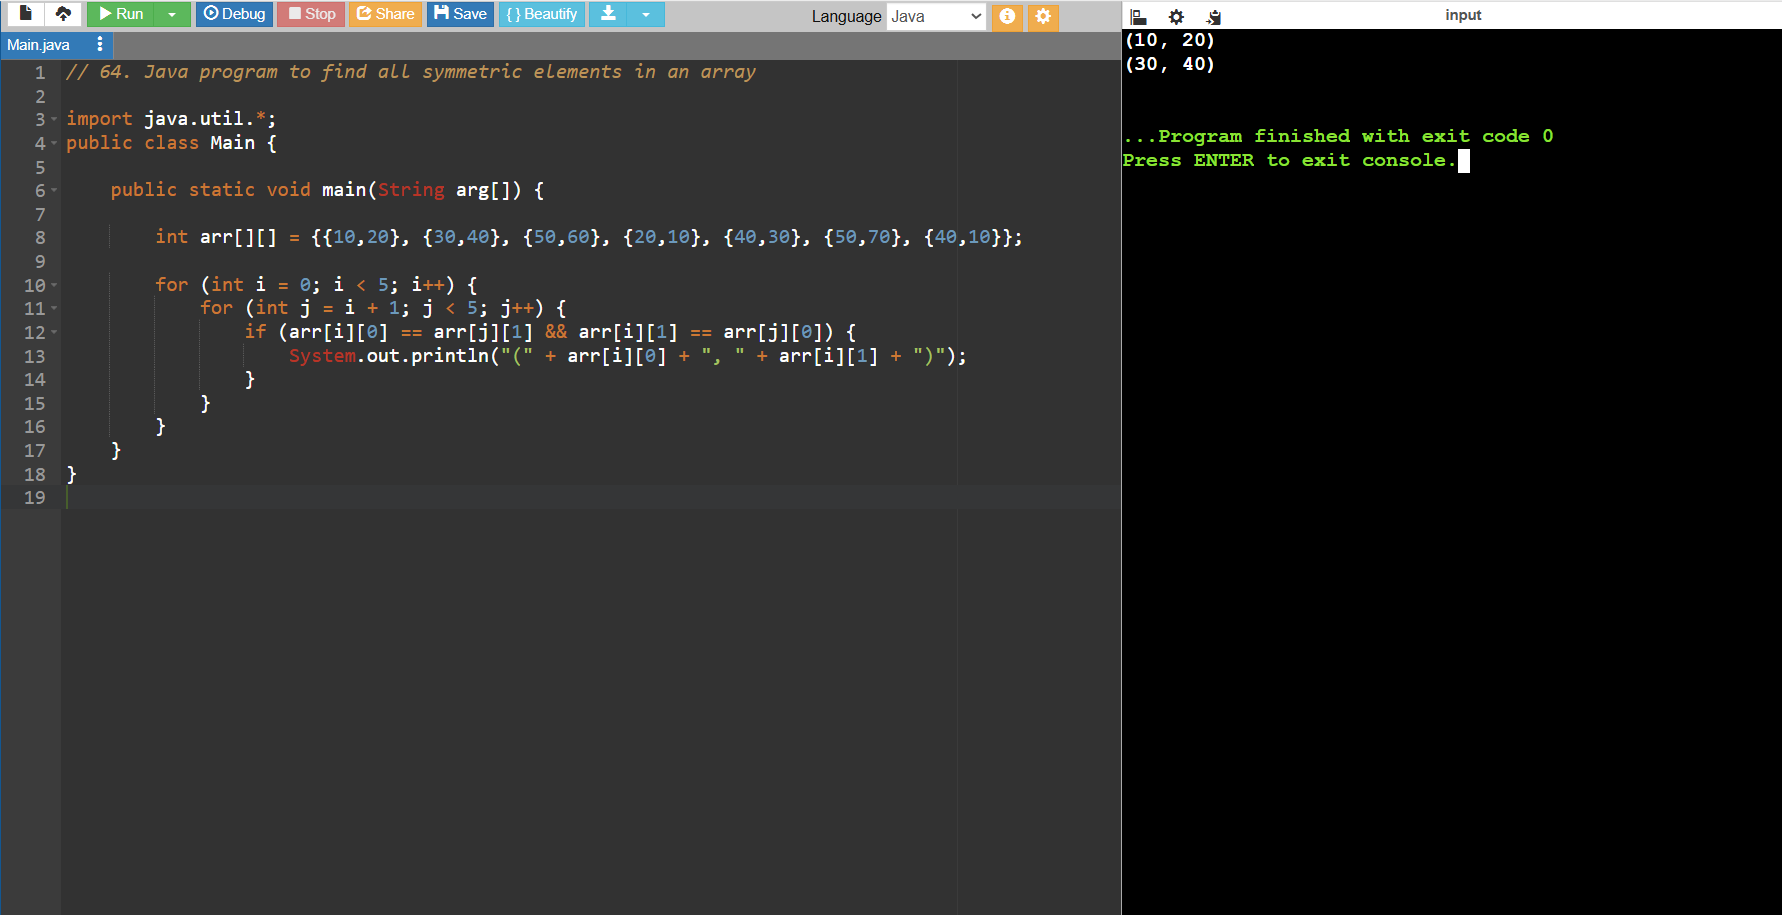 Run Debug Stop Share Save { } Beautify Language Java
Main.java
1 // 64. Java program to find all symmetric elements in an array
2
3 import java.util.*;
4 public class Main {
5
6     public static void main(String arg[]) {
7
8         int arr[][] = {{10,20}, {30,40}, {50,60}, {20,10}, {40,30}, {50,70}, {40,10}};
9
10         for (int i = 0; i < 5; i++) {
11             for (int j = i + 1; j < 5; j++) {
12                 if (arr[i][0] == arr[j][1] && arr[i][1] == arr[j][0]) {
13                     System.out.println("(" + arr[i][0] + ", " + arr[i][1] + ")");
14                 }
15             }
16         }
17     }
18 }
19
input
(10, 20)
(30, 40)
...Program finished with exit code 0
Press ENTER to exit console.